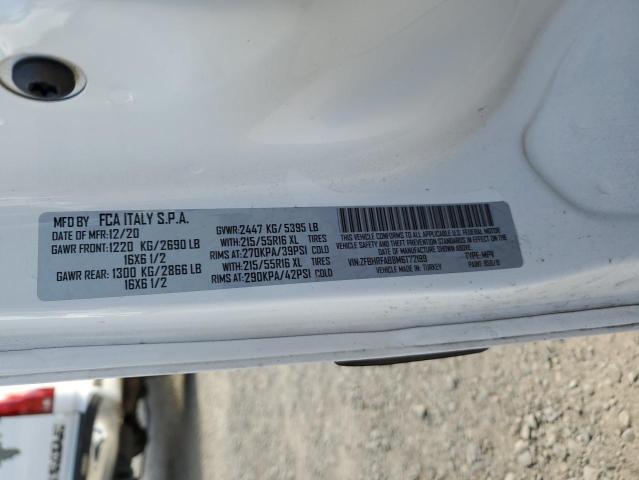 MFD BY FCA ITALY S.P.A.
DATE OF MFR: 12/20
GAWR FRONT: 1220 KG/2690 LB
16X6 1/2
GAWR REAR: 1300 KG/2866 LB
16X6 1/2
GVWR: 2447 KG/5395 LB
WITH: 215/55R16 XL TIRES
RIMS AT: 270KPA/39PSI COLD
WITH: 215/55R16 XL TIRES
RIMS AT: 290KPA/42PSI COLD
THIS VEHICLE CONFORMS TO ALL APPLICABLE U.S. FEDERAL MOTOR
VEHICLE SAFETY, BUMPER AND THEFT PREVENTION STANDARDS IN EFFECT ON THE
DATE OF MANUFACTURE SHOWN ABOVE.
VIN: TYPE: MPV
MADE IN TURKEY PAINT: